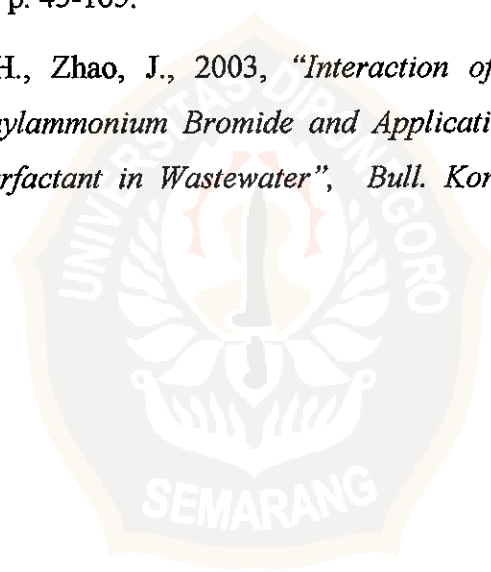 p. 45-105.
H., Zhao, J., 2003, “Interaction of
ylammonium Bromide and Applicati
rfactant in Wastewater”, Bull. Kor
UNIVERSITAS DIPONEGORO
SEMARANG